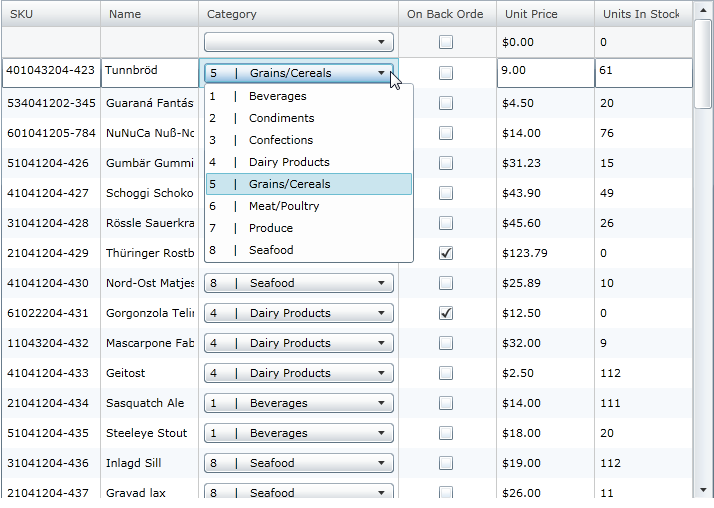 SKU Name Category On Back Orde Unit Price Units In Stock
$0.00 0
401043204-423 Tunnbröd 5 | Grains/Cereals 9.00 61
534041202-345 Guaraná Fantás 1 | Beverages $4.50 20
2 | Condiments
601041205-784 NuNuCa Nuß-No 3 | Confections $14.00 76
51041204-426 Gumbär Gummi 4 | Dairy Products $31.23 15
41041204-427 Schoggi Schoko 5 | Grains/Cereals $43.90 49
6 | Meat/Poultry
31041204-428 Rössle Sauerkra 7 | Produce $45.60 26
21041204-429 Thüringer Rostb 8 | Seafood $123.79 0
41041204-430 Nord-Ost Matjes 8 | Seafood $25.89 10
61022204-431 Gorgonzola Telin 4 | Dairy Products $12.50 0
11043204-432 Mascarpone Fab 4 | Dairy Products $32.00 9
41041204-433 Geitost 4 | Dairy Products $2.50 112
21041204-434 Sasquatch Ale 1 | Beverages $14.00 111
51041204-435 Steeleye Stout 1 | Beverages $18.00 20
31041204-436 Inlagd Sill 8 | Seafood $19.00 112
21041204-437 Gravad lax 8 | Seafood $26.00 11